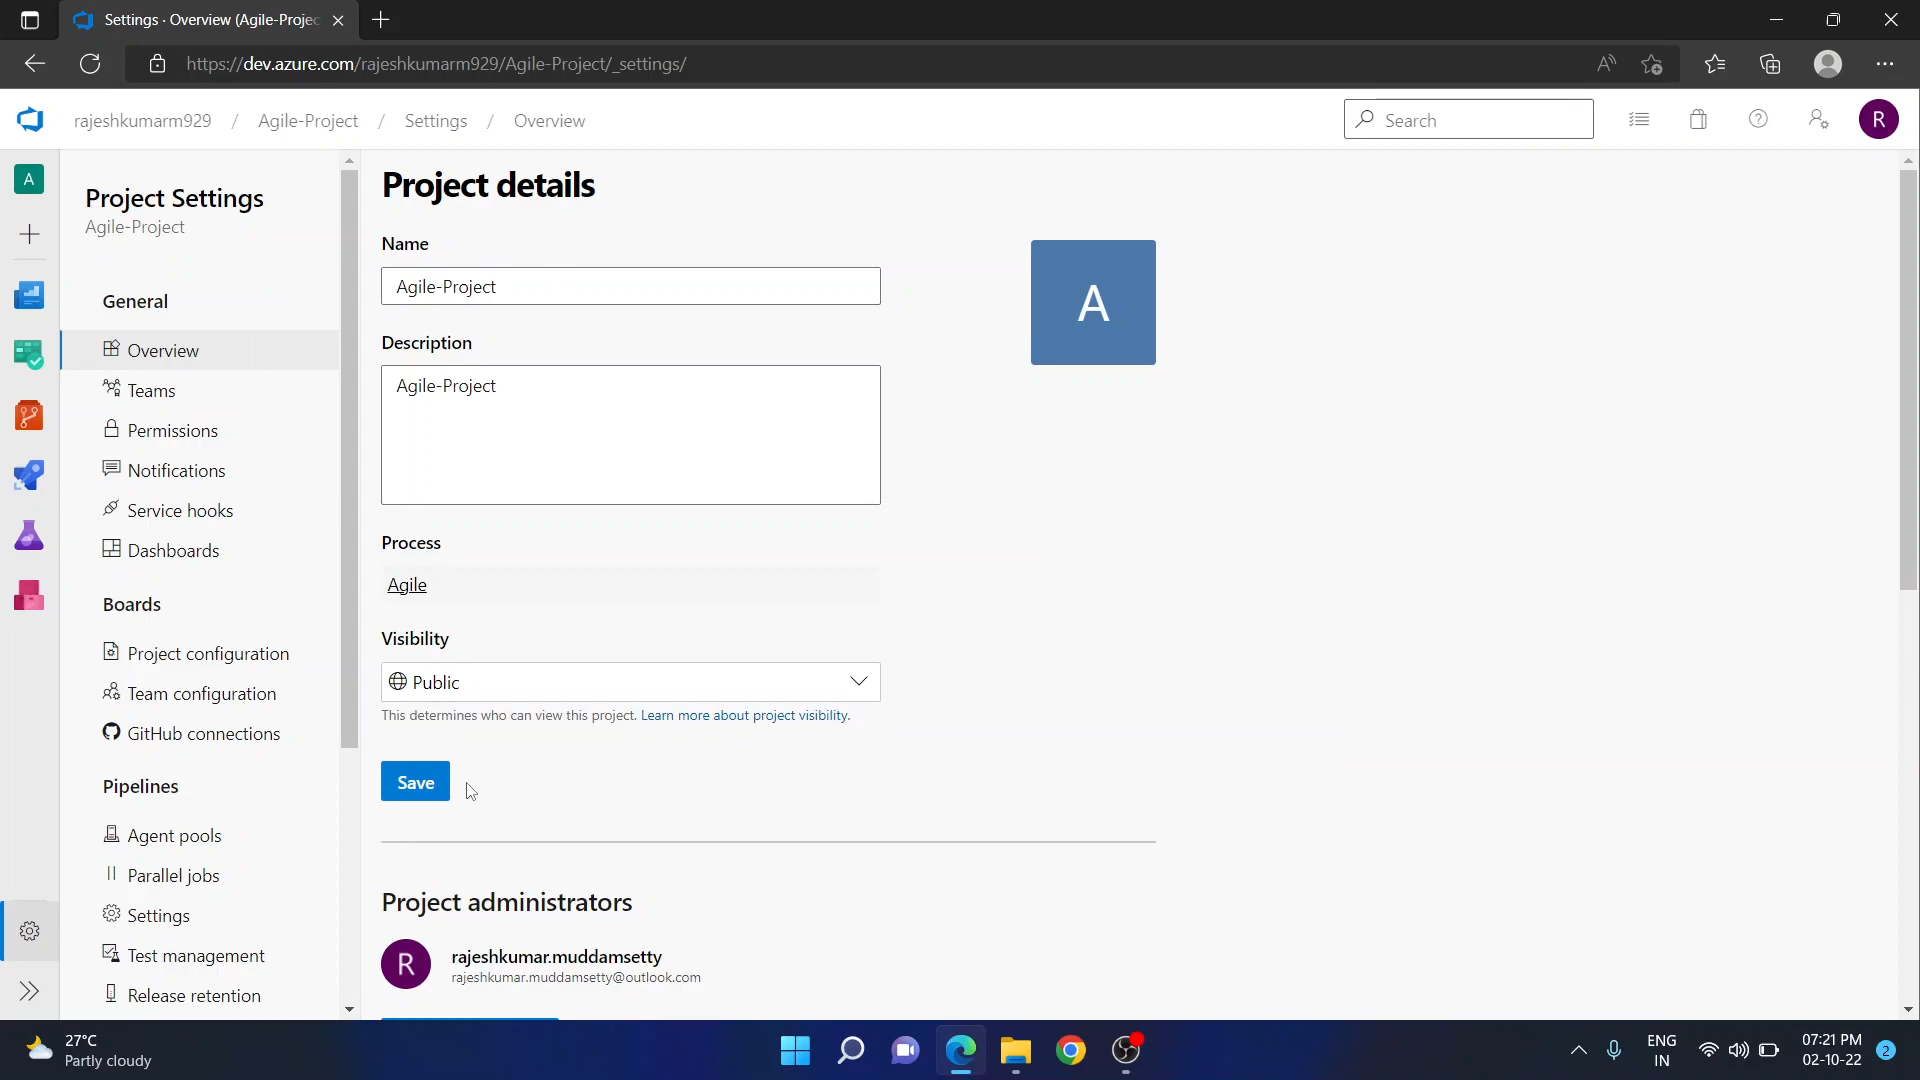 Settings · Overview (Agile-Projec
https://dev.azure.com/rajeshkumarm929/Agile-Project/_settings/
rajeshkumarm929 / Agile-Project / Settings / Overview
Search
R
A
Project Settings
Agile-Project
General
Overview
Teams
Permissions
Notifications
Service hooks
Dashboards
Boards
Project configuration
Team configuration
GitHub connections
Pipelines
Agent pools
Parallel jobs
Settings
Test management
Release retention
Project details
Name
Agile-Project
A
Description
Agile-Project
Process
Agile
Visibility
Public
This determines who can view this project. Learn more about project visibility.
Save
Project administrators
R
rajeshkumar.muddamsetty
rajeshkumar.muddamsetty@outlook.com
27°C
Partly cloudy
ENG
IN
07:21 PM
02-10-22
2